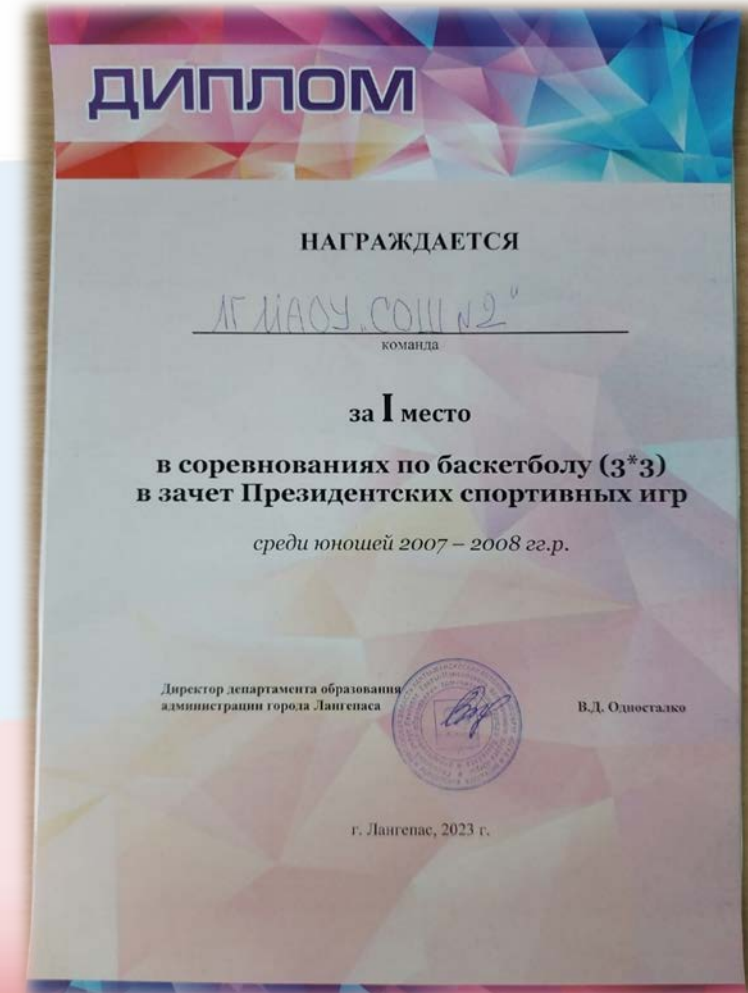 ДИПЛОМ
НАГРАЖДАЕТСЯ
ЛГ МАОУ „СОШ №2"
команда
за I место
в соревнованиях по баскетболу (3*3)
в зачет Президентских спортивных игр
среди юношей 2007 – 2008 гг.р.
Директор департамента образования
администрации города Лангепаса
В.Д. Односталко
г. Лангепас, 2023 г.